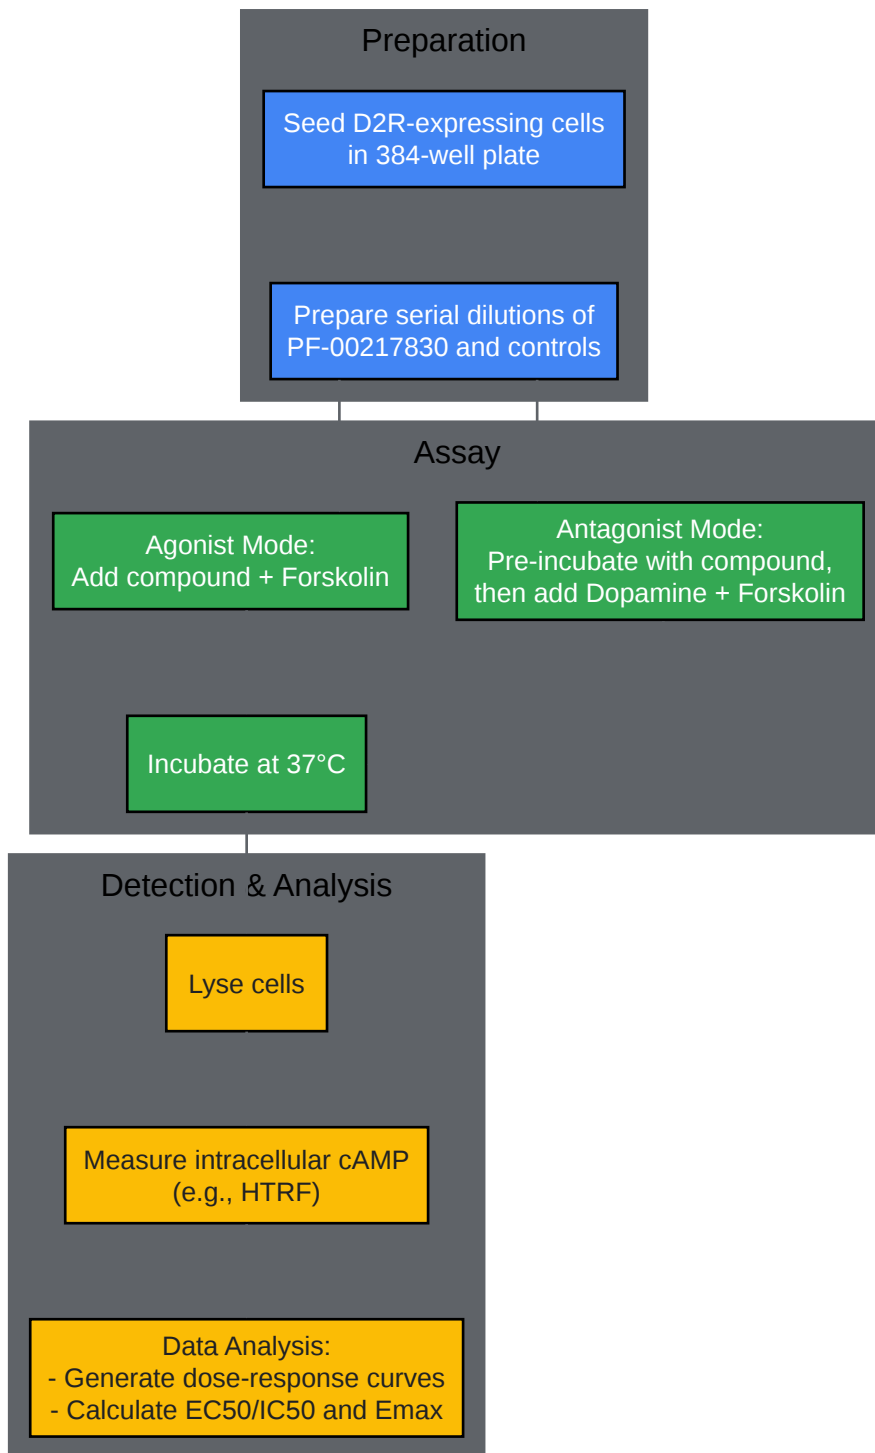 Preparation
Seed D2R-expressing cells
in 384-well plate
Prepare serial dilutions of
PF-00217830 and controls
Assay
Agonist Mode:
Add compound + Forskolin
Antagonist Mode:
Pre-incubate with compound,
then add Dopamine + Forskolin
Incubate at 37°C
Detection & Analysis
Lyse cells
Measure intracellular cAMP
(e.g., HTRF)
Data Analysis:
- Generate dose-response curves
- Calculate EC50/IC50 and Emax